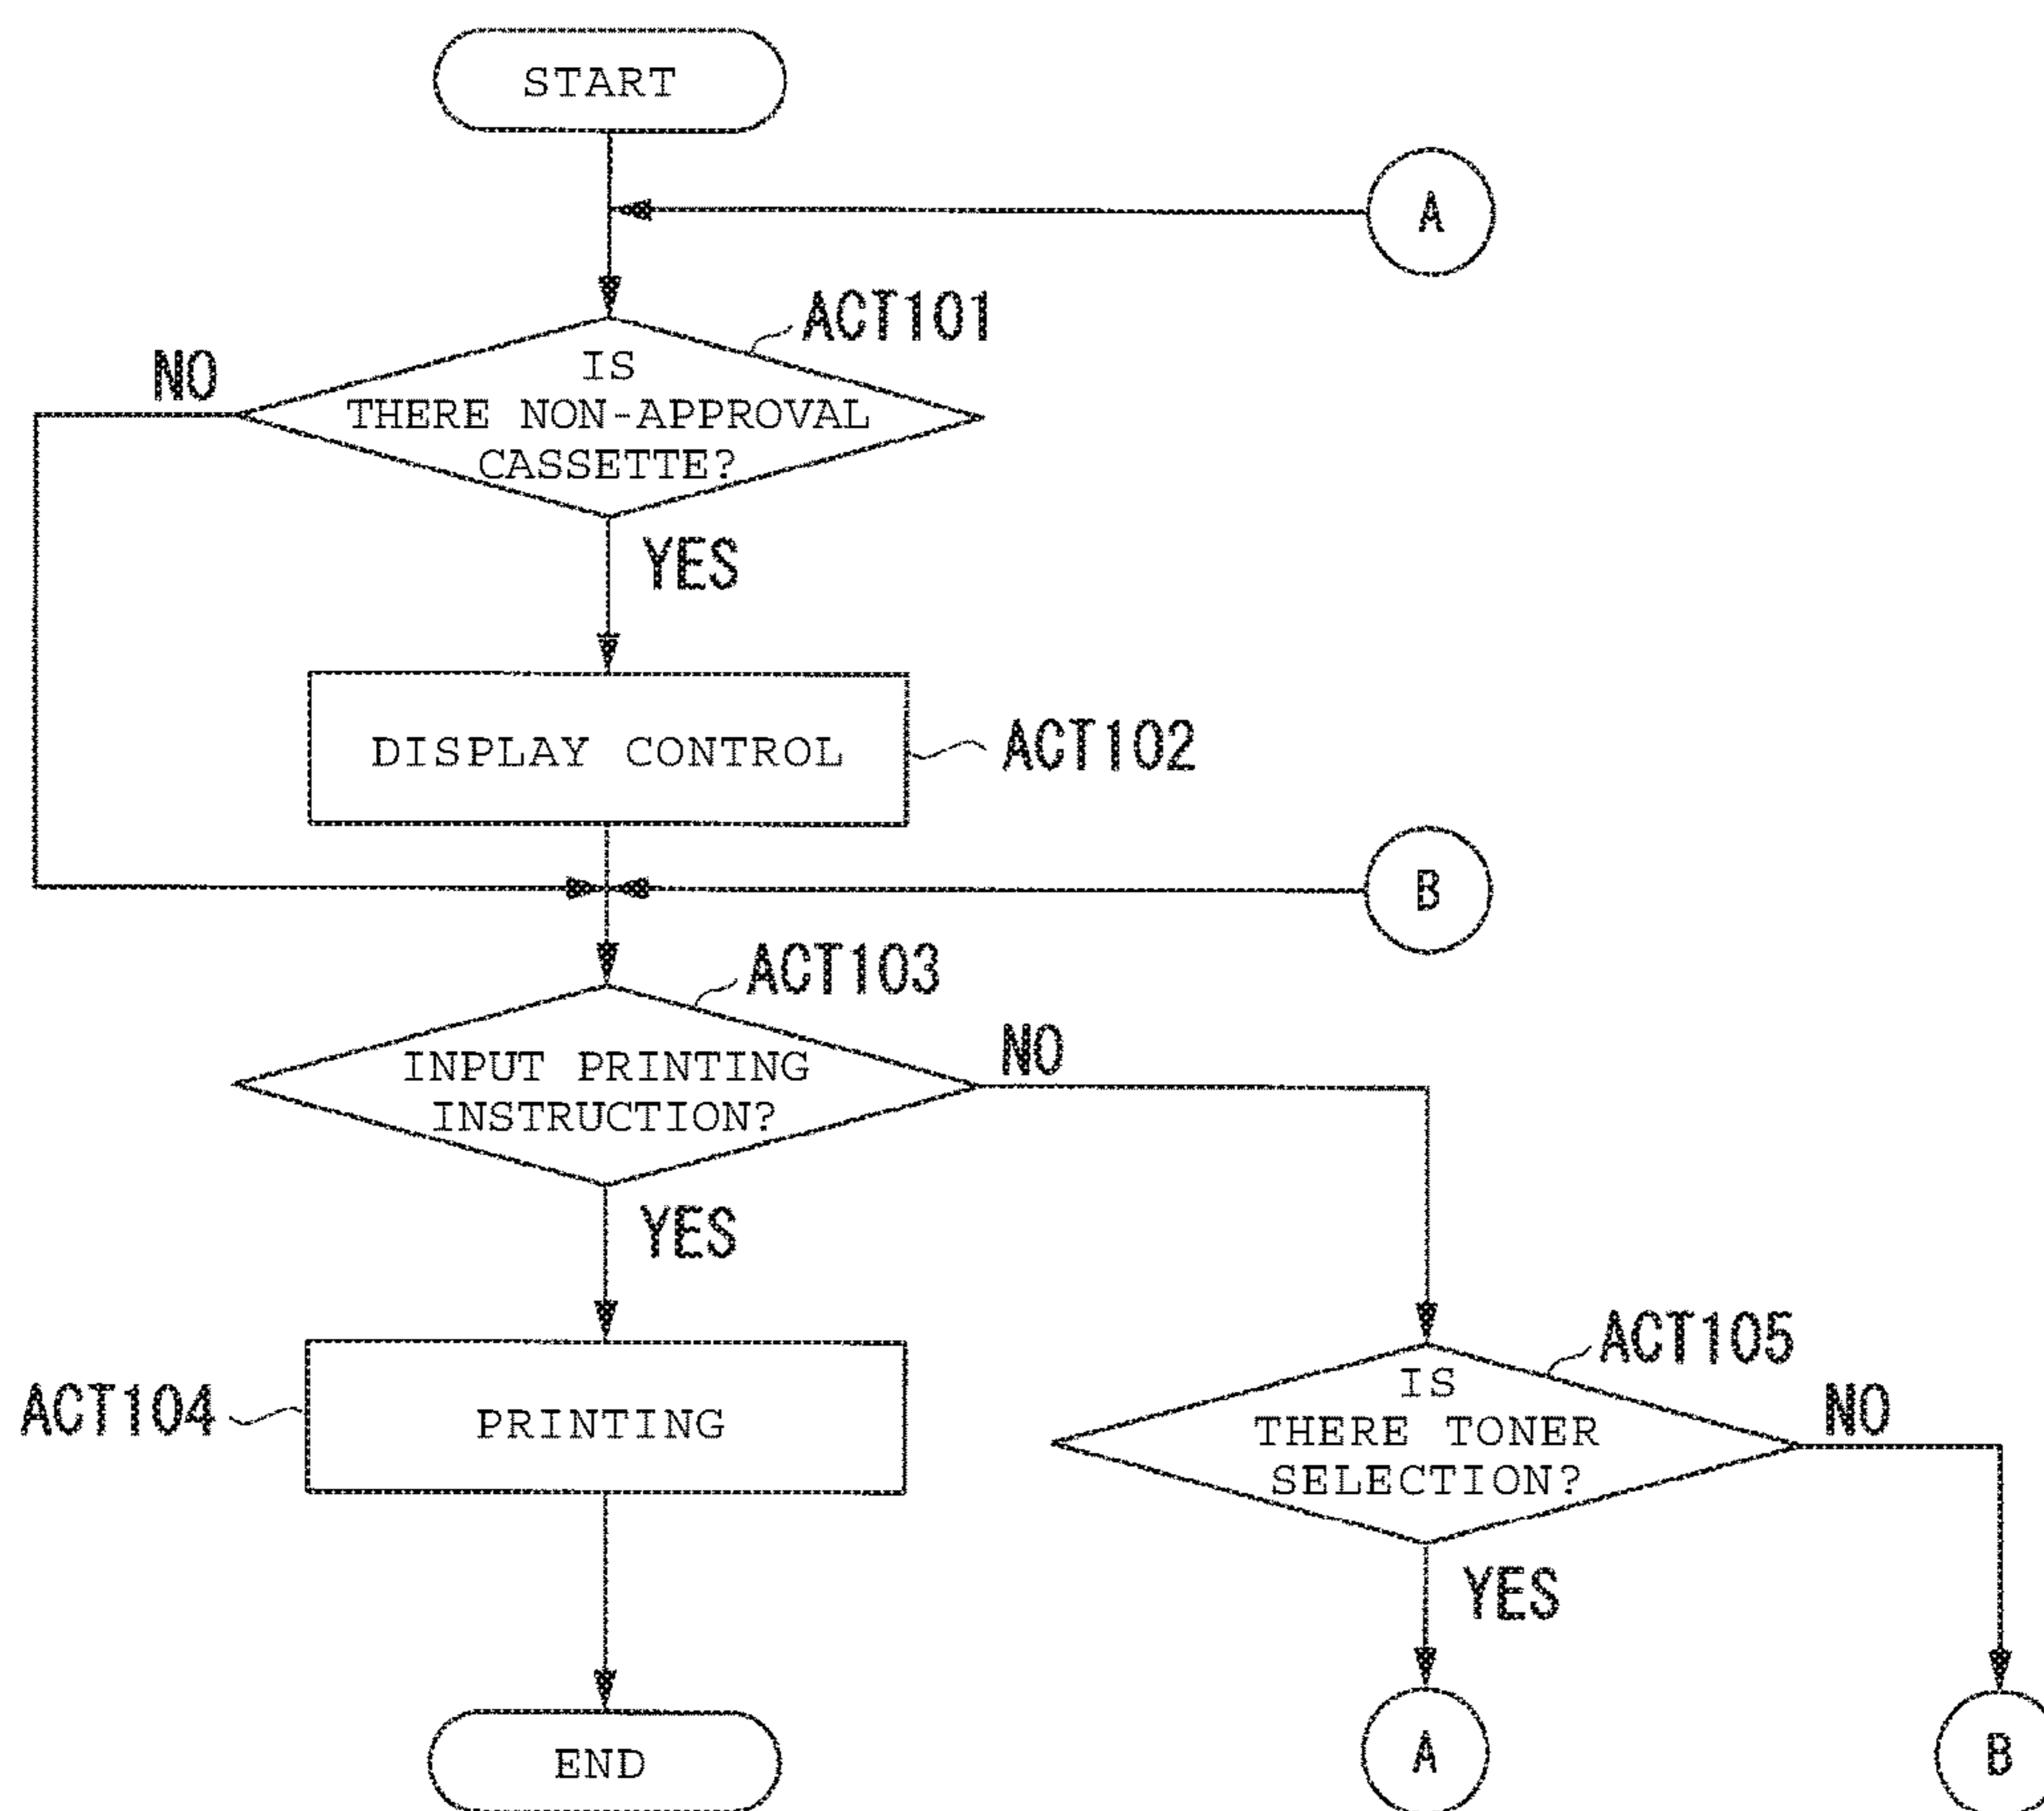 START
A
ACT101
NO
IS
THERE NON-APPROVAL
CASSETTE?
YES
DISPLAY CONTROL
ACT102
B
ACT103
INPUT PRINTING
INSTRUCTION?
NO
YES
ACT104
PRINTING
ACT105
IS
THERE TONER
SELECTION?
NO
YES
END
A
B